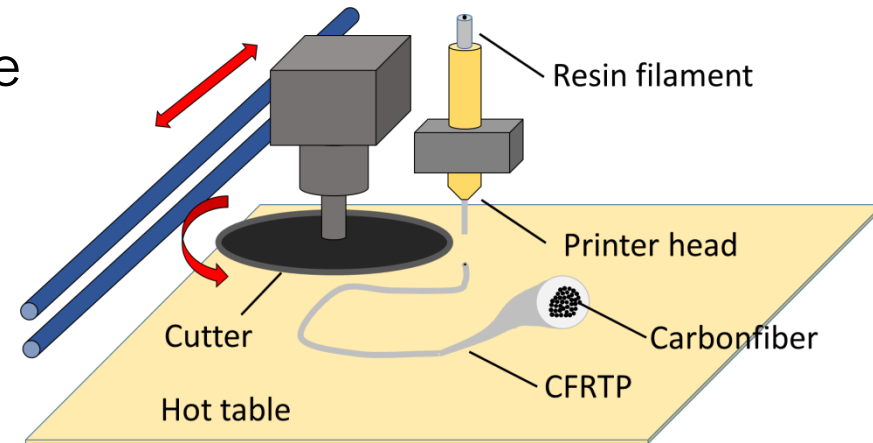 e
Resin filament
Printer head
Cutter
Carbonfiber
CFRTP
Hot table